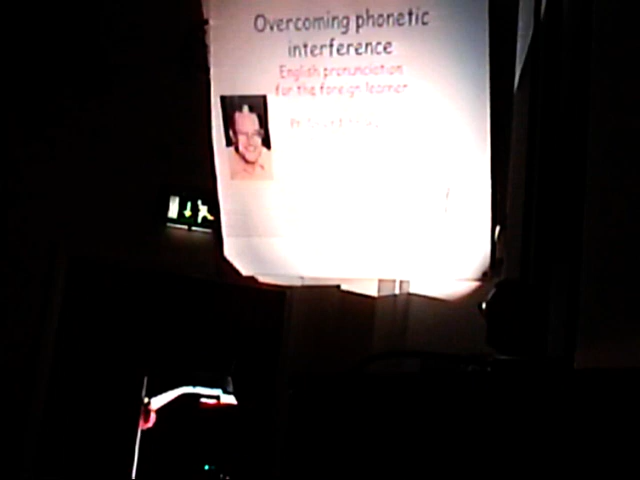 Overcoming phonetic
interference
English pronunciation
for the foreign learner